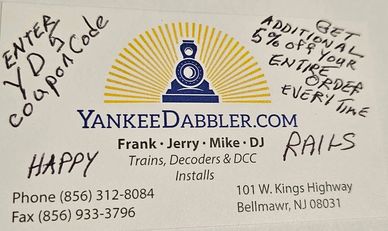 ENTER
YD5
coupon Code
GET
ADDITIONAL
5% off YOUR
ENTIRE
ORDER
EVERY TIME
YANKEEDABBLER.COM
Frank • Jerry • Mike • DJ
Trains, Decoders & DCC
Installs
HAPPY
RAILS
Phone (856) 312-8084
Fax (856) 933-3796
101 W. Kings Highway
Bellmawr, NJ 08031